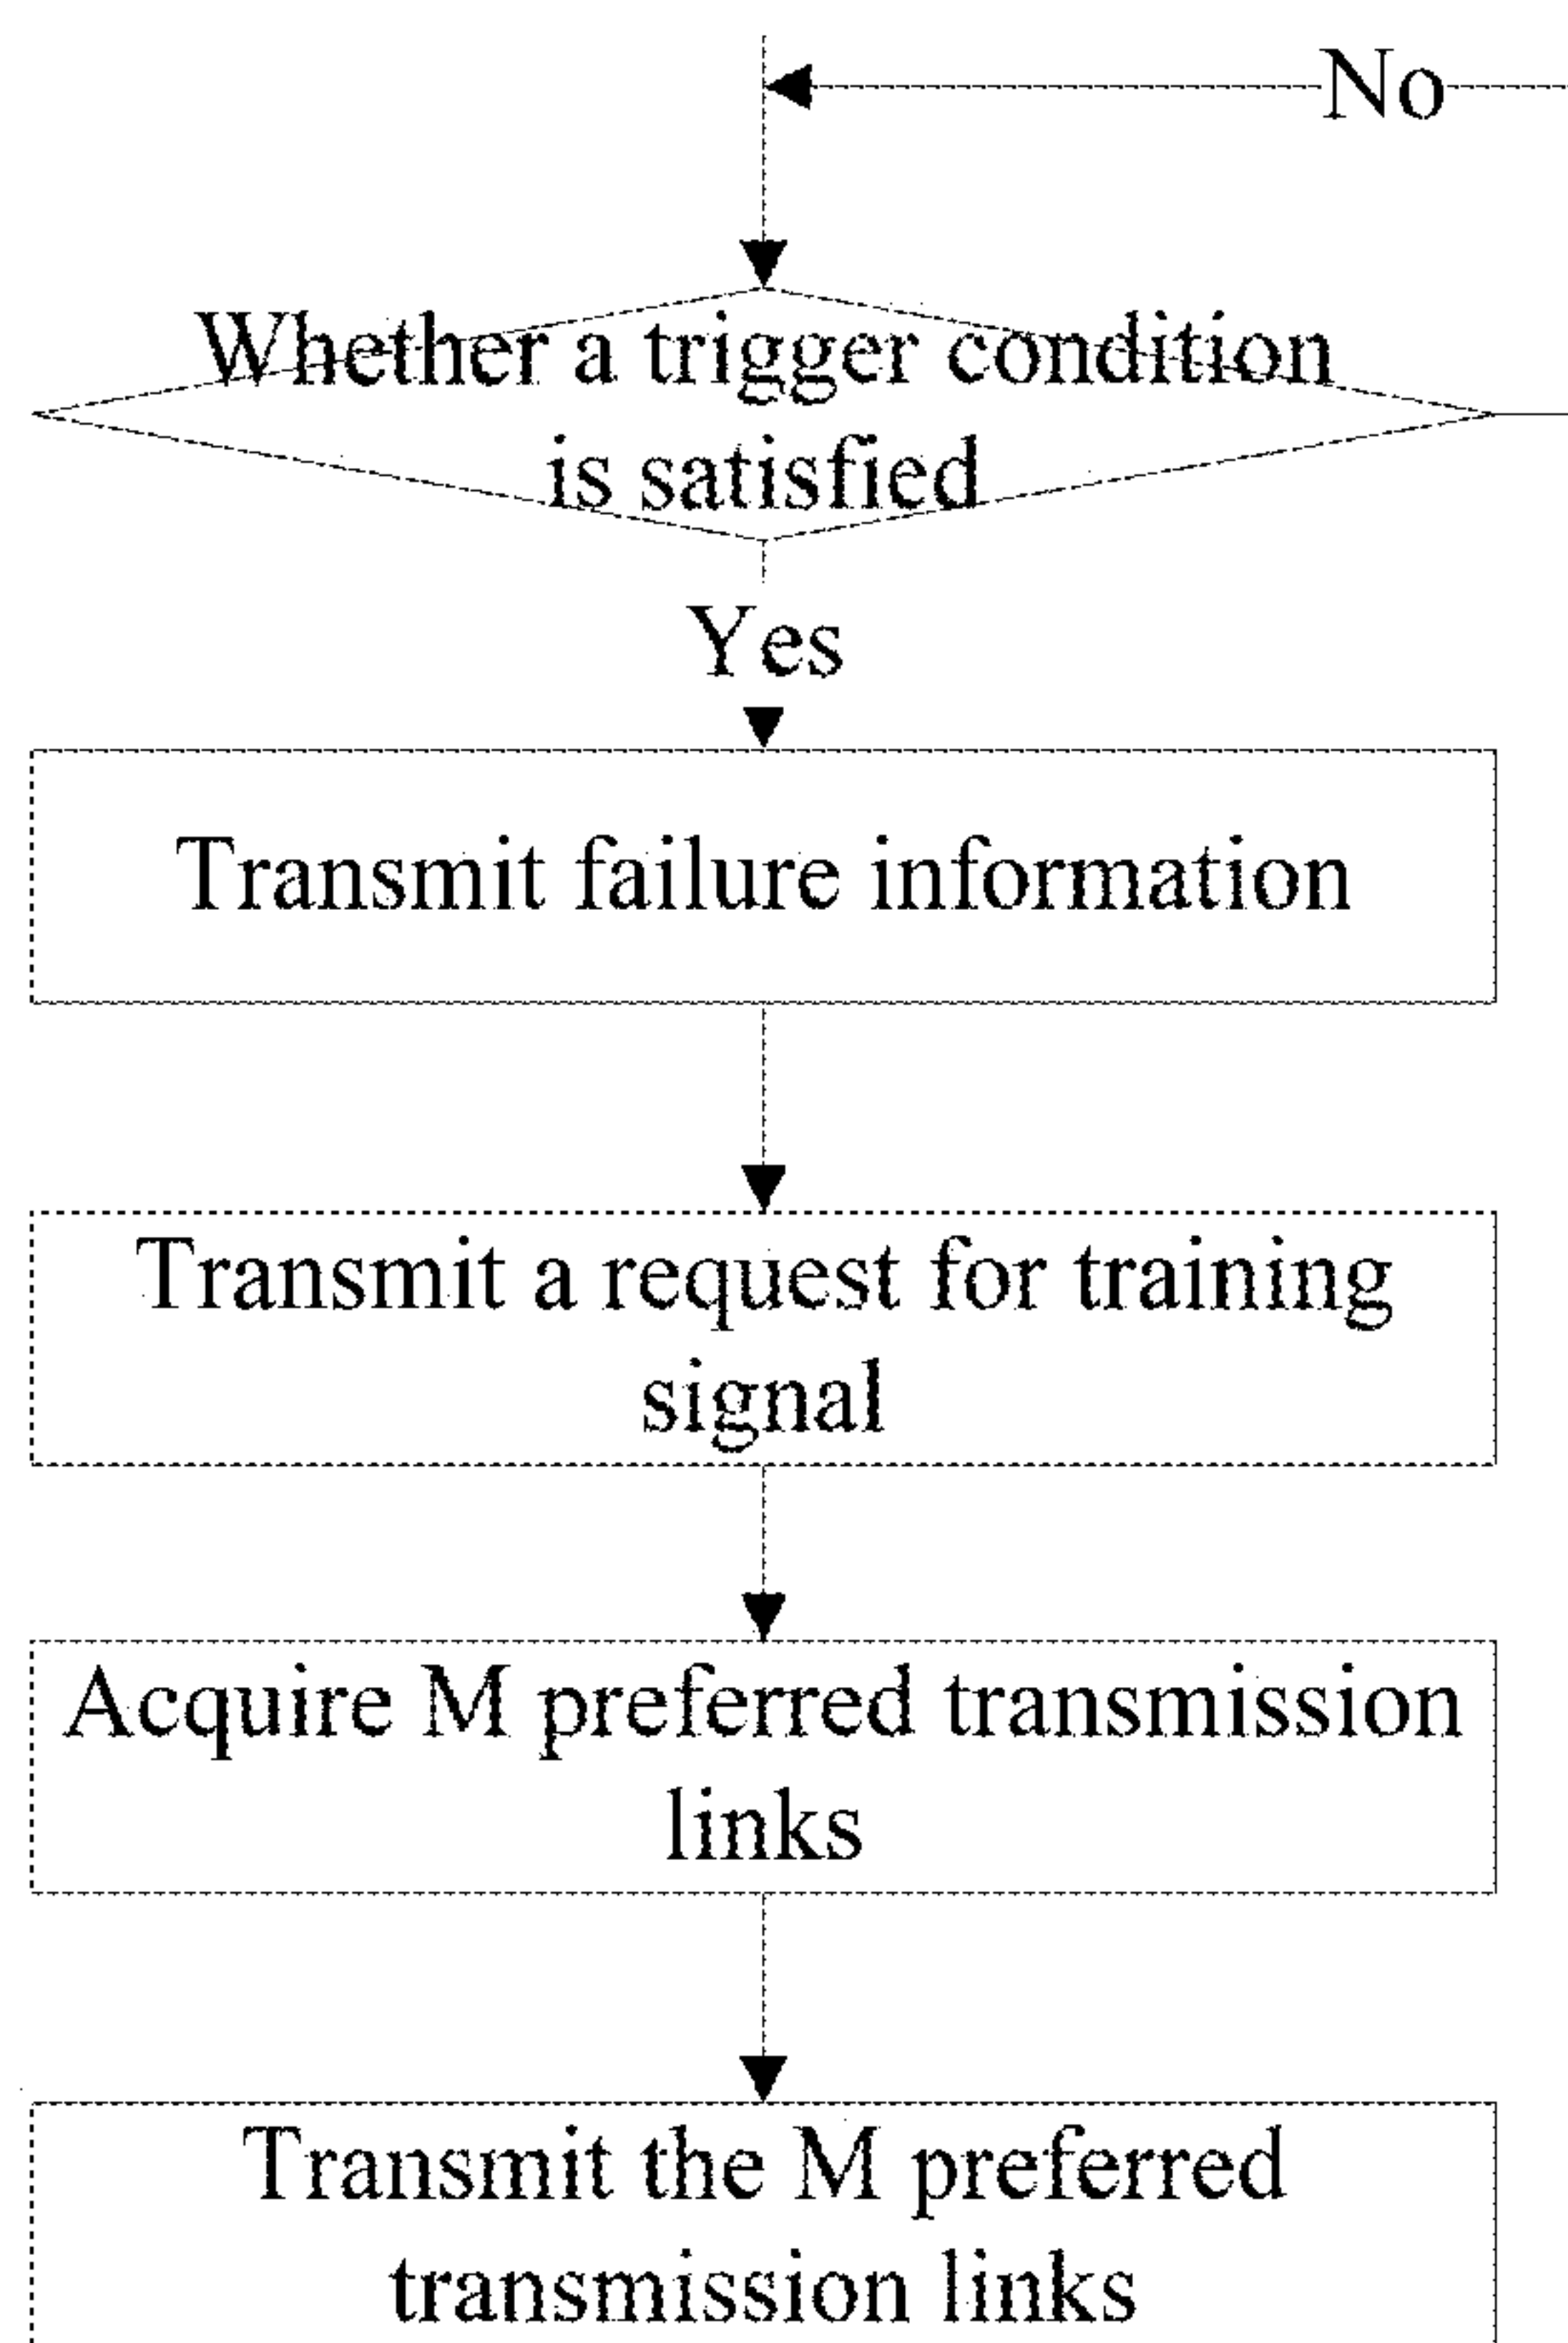 No
Whether a trigger condition
is satisfied
Yes
Transmit failure information
Transmit a request for training
signal
Acquire M preferred transmission
links
Transmit the M preferred
transmission links